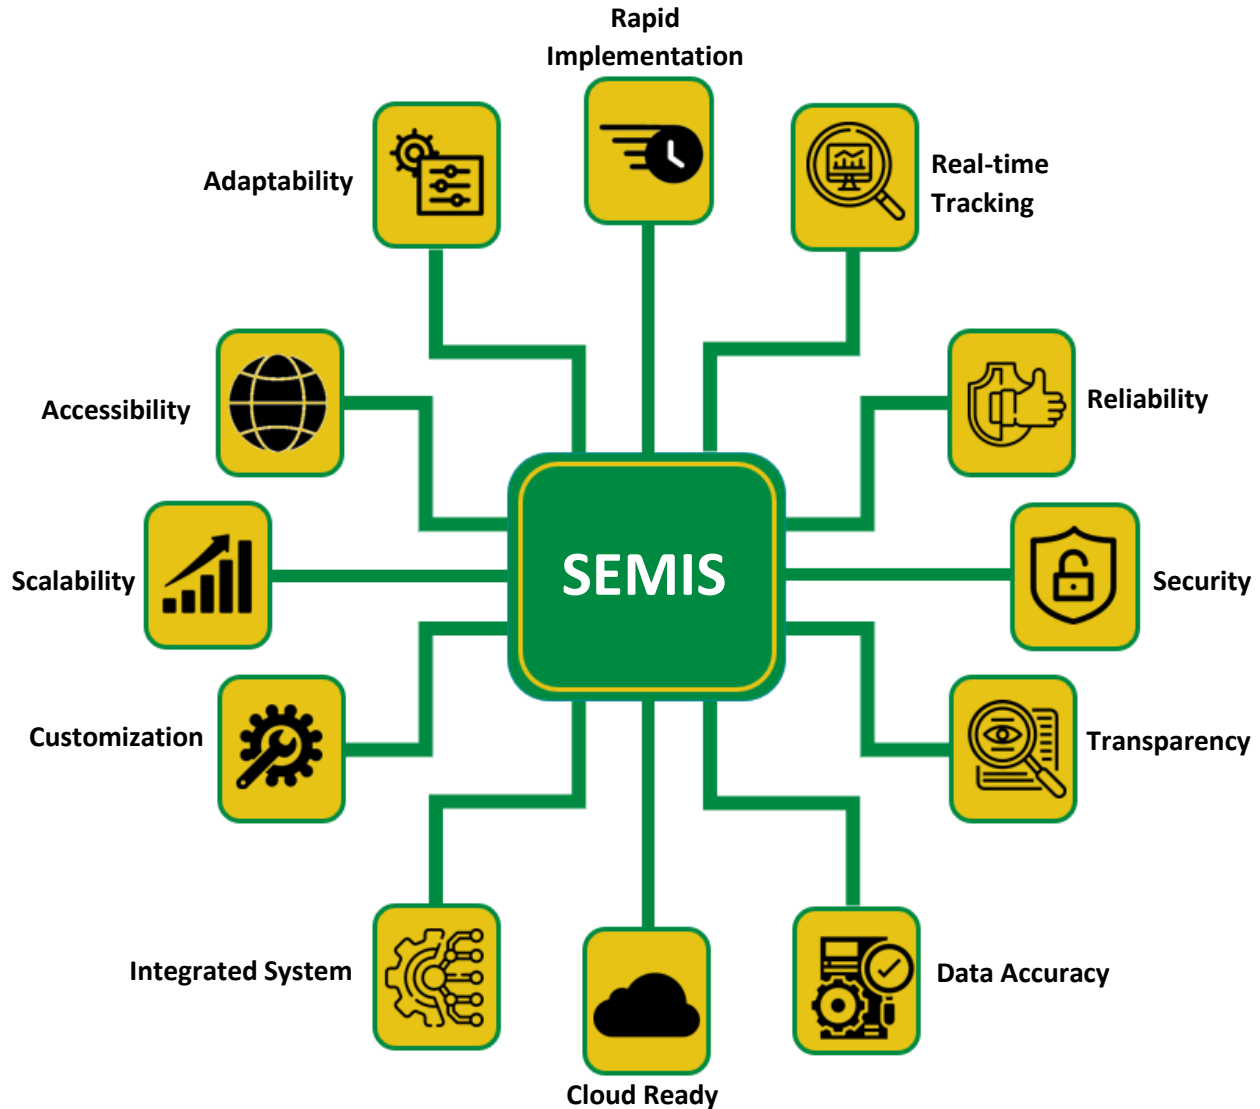 Rapid
Implementation
Adaptability
Real-time
Tracking
Accessibility
Reliability
SEMIS
Scalability
Security
Customization
Transparency
Integrated System
Data Accuracy
Cloud Ready